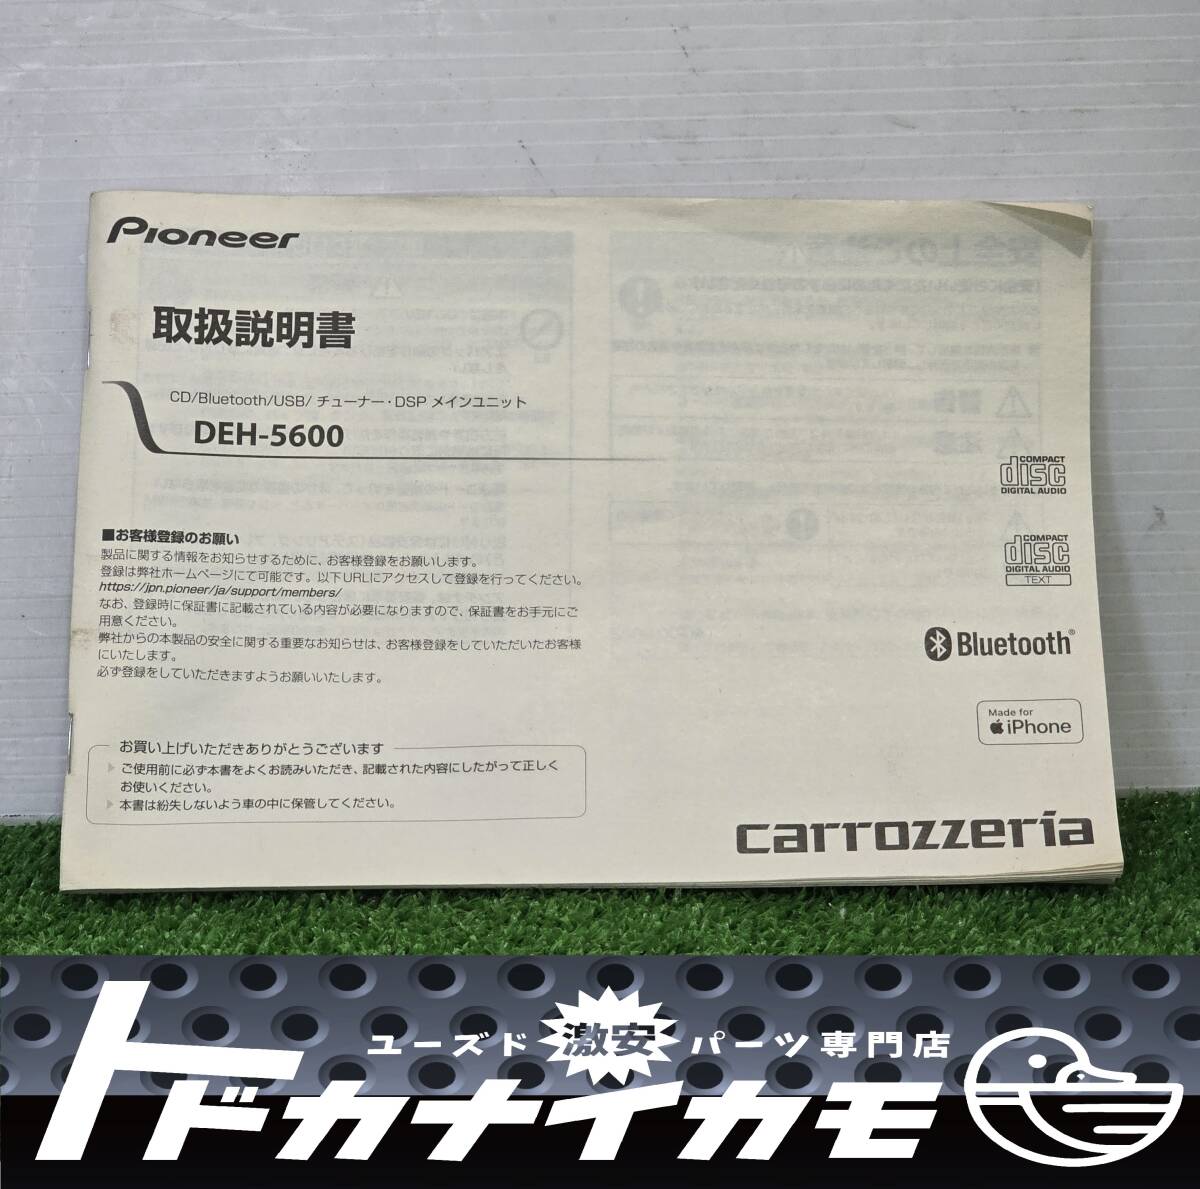 Pioneer
取扱説明書
CD/Bluetooth/USB/ チューナー・DSP メインユニット
DEH-5600
COMPACT
disc
DIGITAL AUDIO
COMPACT
disc
DIGITAL AUDIO
TEXT
■お客様登録のお願い
製品に関する情報をお知らせするために、お客様登録をお願いします。
登録は弊社ホームページにて可能です。以下URLにアクセスして登録を行ってください。
https://jpn.pioneer/ja/support/members/
なお、登録時に保証書に記載されている内容が必要になりますので、保証書をお手元にご
用意ください。
弊社からの本製品の安全に関する重要なお知らせは、お客様登録をしていただいたお客様
にいたします。
必ず登録をしていただきますようお願いいたします。
Bluetooth®
Made for
iPhone
お買い上げいただきありがとうございます
ご使用前に必ず本書をよくお読みいただき、記載された内容にしたがって正しく
お使いください。
本書は紛失しないよう車の中に保管してください。
carrozzeria
ユーズド 激安 パーツ専門店
トドカナイカモ